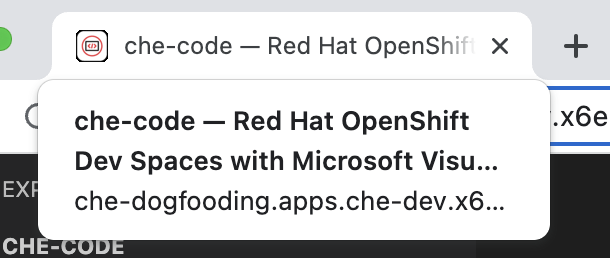 che-code — Red Hat OpenShift
che-code — Red Hat OpenShift
Dev Spaces with Microsoft Visu...
che-dogfooding.apps.che-dev.x6...
.x6e
EXP
CHE-CODE